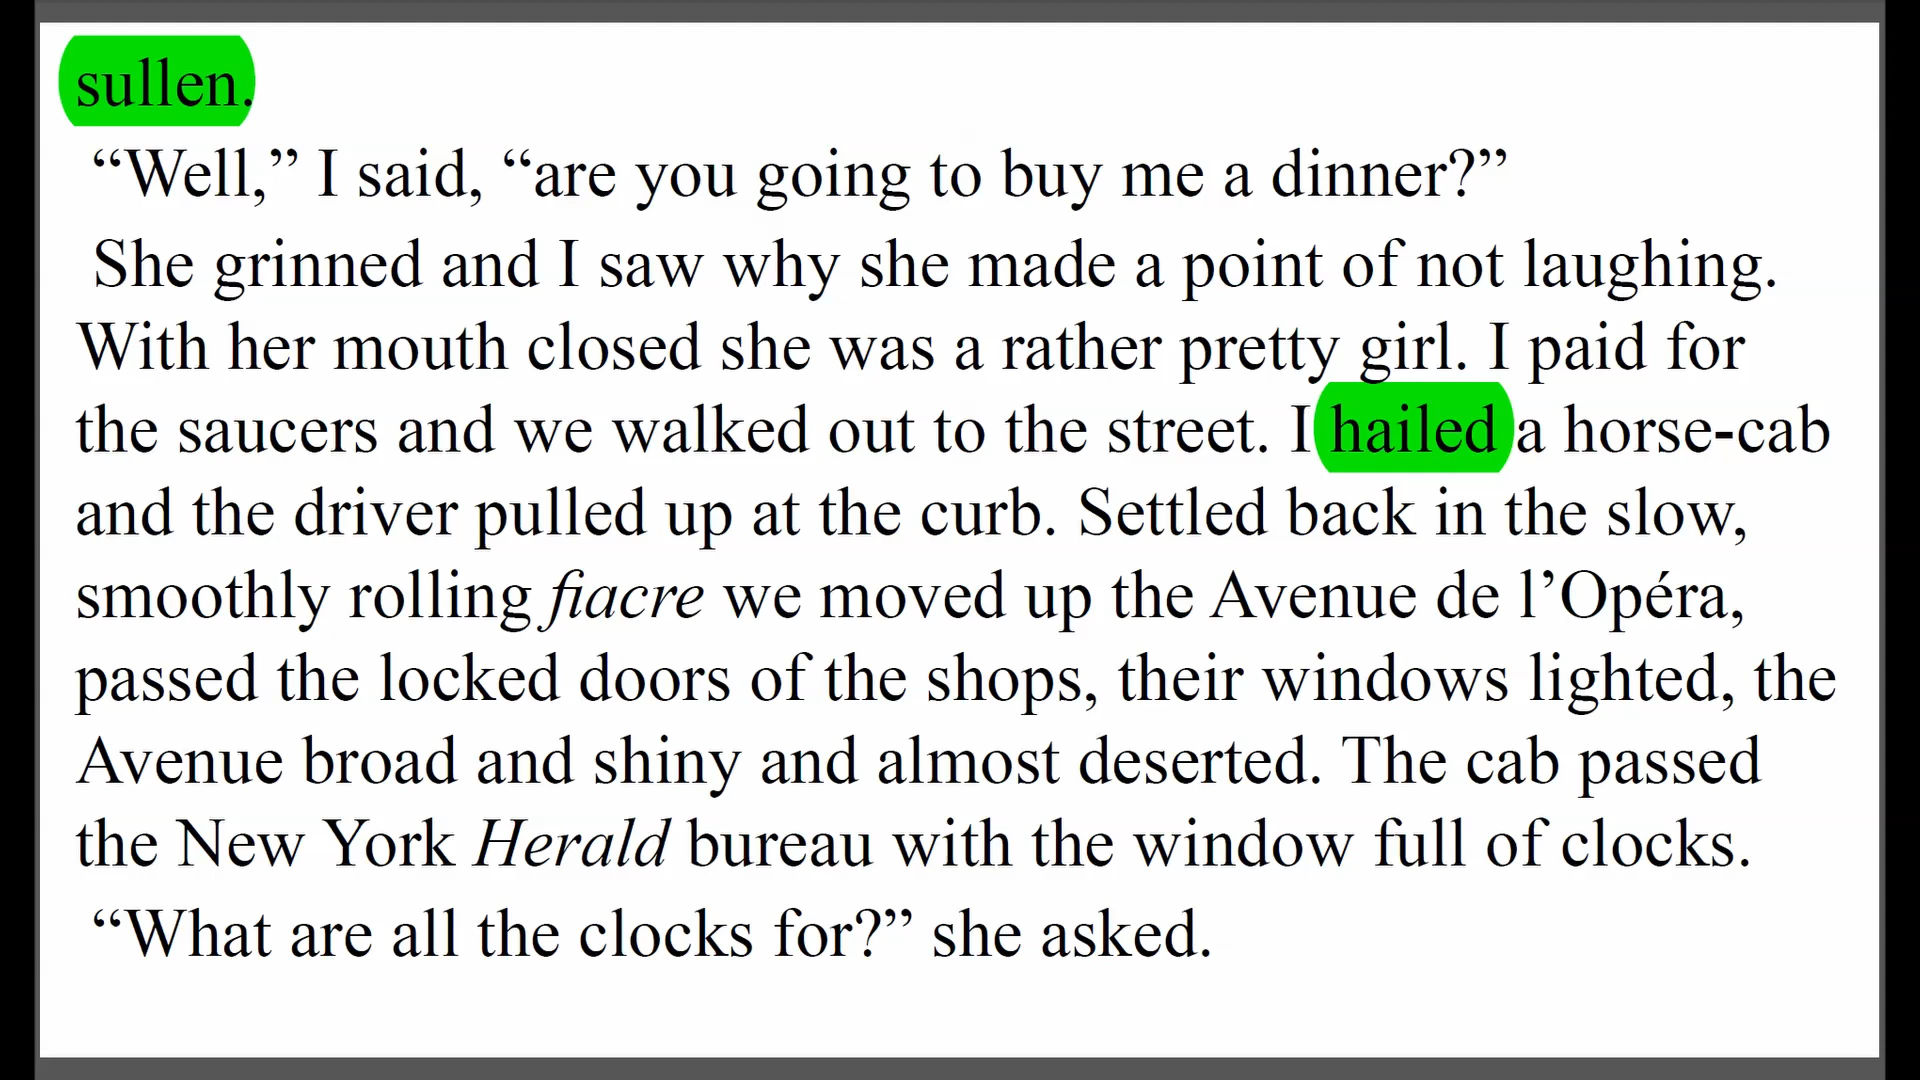 sullen.
“Well,” I said, “are you going to buy me a dinner?”
She grinned and I saw why she made a point of not laughing.
With her mouth closed she was a rather pretty girl. I paid for
the saucers and we walked out to the street. I hailed a horse-cab
and the driver pulled up at the curb. Settled back in the slow,
smoothly rolling fiacre we moved up the Avenue de l’Opéra,
passed the locked doors of the shops, their windows lighted, the
Avenue broad and shiny and almost deserted. The cab passed
the New York Herald bureau with the window full of clocks.
“What are all the clocks for?” she asked.